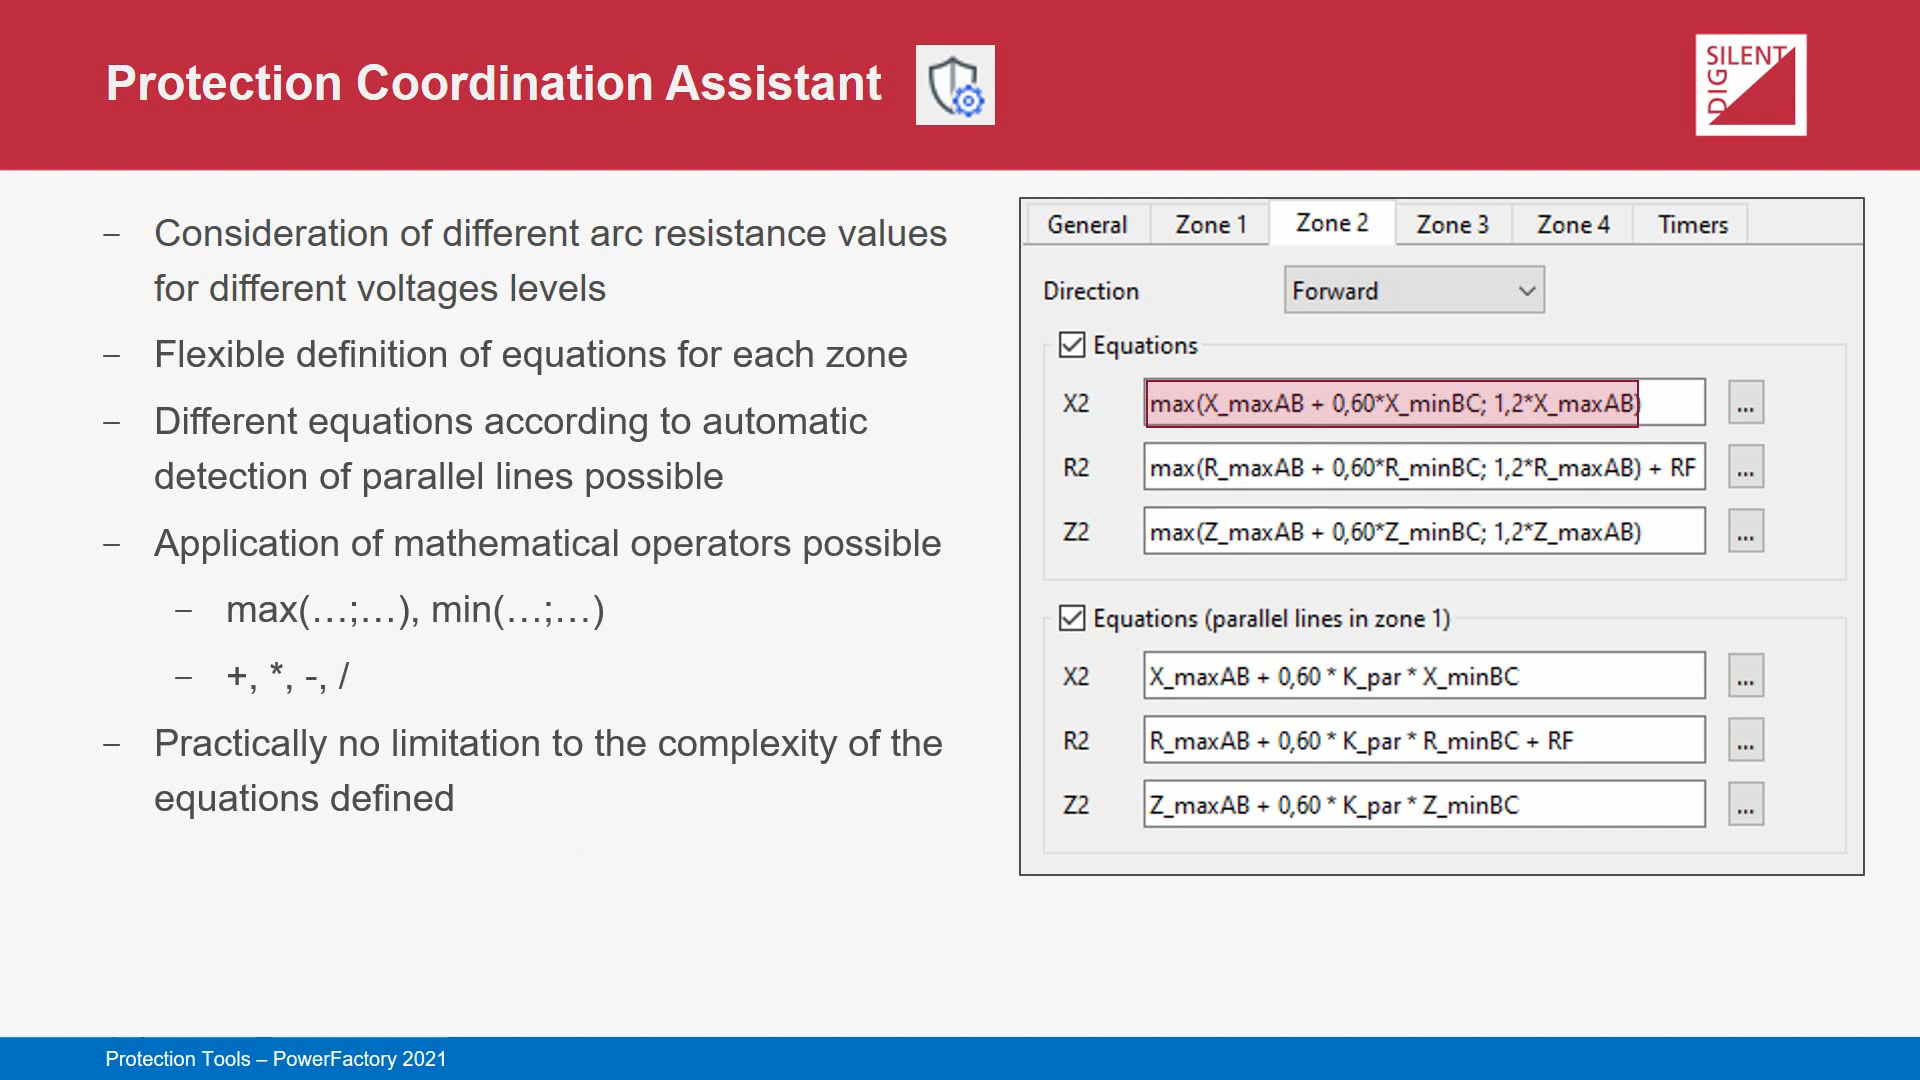 Protection Coordination Assistant
DIgSILENT
– Consideration of different arc resistance values
for different voltages levels
– Flexible definition of equations for each zone
– Different equations according to automatic
detection of parallel lines possible
– Application of mathematical operators possible
– max(…;…), min(…;…)
– +, *, -, /
– Practically no limitation to the complexity of the
equations defined
General Zone 1 Zone 2 Zone 3 Zone 4 Timers
Direction Forward
Equations
X2 max(X_maxAB + 0,60*X_minBC; 1,2*X_maxAB) ...
R2 max(R_maxAB + 0,60*R_minBC; 1,2*R_maxAB) + RF ...
Z2 max(Z_maxAB + 0,60*Z_minBC; 1,2*Z_maxAB) ...
Equations (parallel lines in zone 1)
X2 X_maxAB + 0,60 * K_par * X_minBC ...
R2 R_maxAB + 0,60 * K_par * R_minBC + RF ...
Z2 Z_maxAB + 0,60 * K_par * Z_minBC ...
Protection Tools – PowerFactory 2021